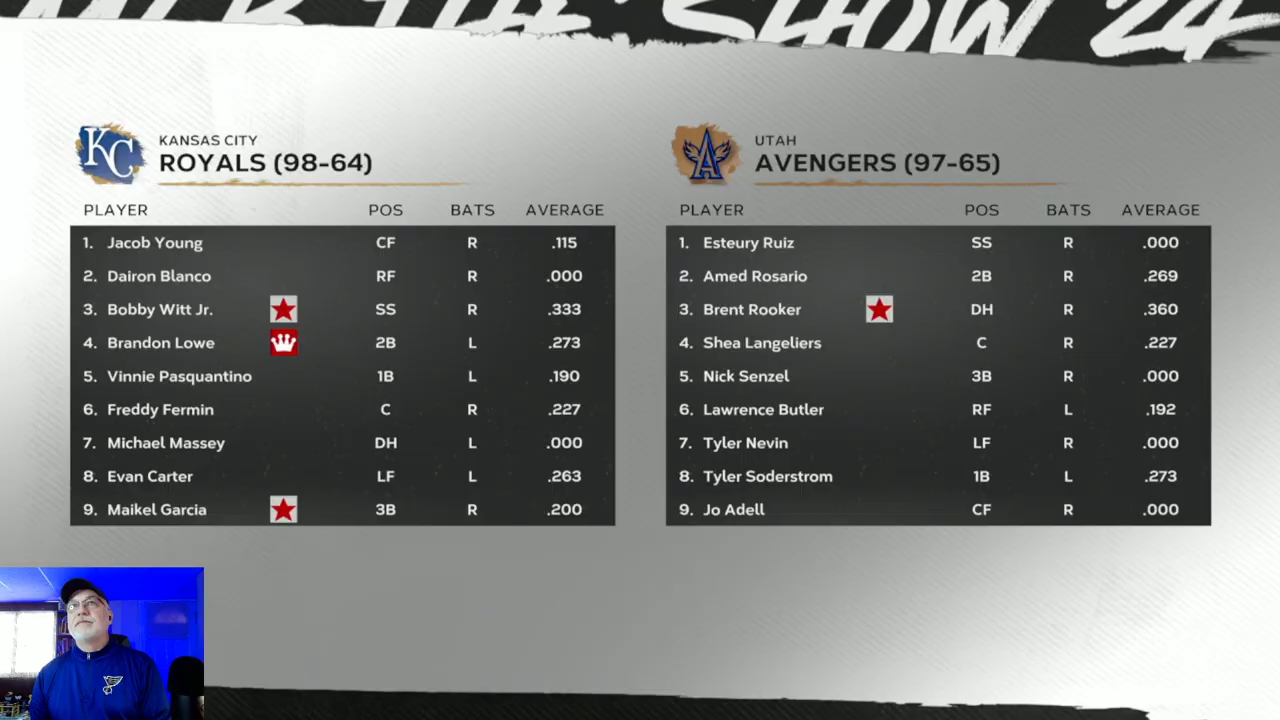 MLB THE SHOW 24
KC
KANSAS CITY
ROYALS (98-64)
PLAYER POS BATS AVERAGE
1. Jacob Young CF R .115
2. Dairon Blanco RF R .000
3. Bobby Witt Jr. SS R .333
4. Brandon Lowe 2B L .273
5. Vinnie Pasquantino 1B L .190
6. Freddy Fermin C R .227
7. Michael Massey DH L .000
8. Evan Carter LF L .263
9. Maikel Garcia 3B R .200
A
UTAH
AVENGERS (97-65)
PLAYER POS BATS AVERAGE
1. Esteury Ruiz SS R .000
2. Amed Rosario 2B R .269
3. Brent Rooker DH R .360
4. Shea Langeliers C R .227
5. Nick Senzel 3B R .000
6. Lawrence Butler RF L .192
7. Tyler Nevin LF R .000
8. Tyler Soderstrom 1B L .273
9. Jo Adell CF R .000